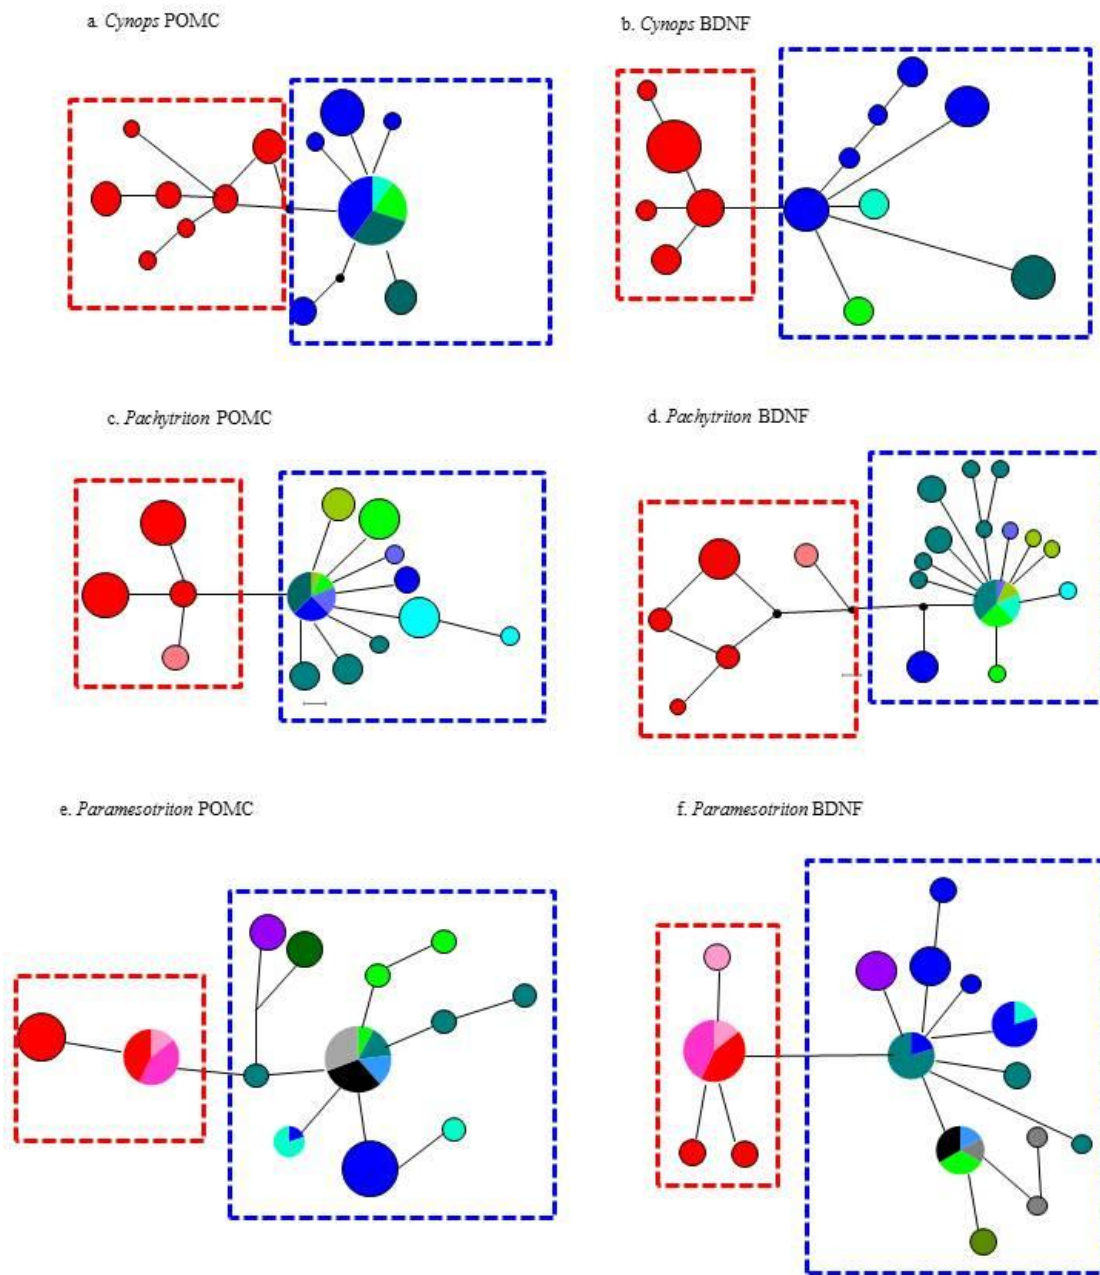 a. Cynops POMC
b. Cynops BDNF
c. Pachytriton POMC
d. Pachytriton BDNF
e. Paramesotriton POMC
f. Paramesotriton BDNF